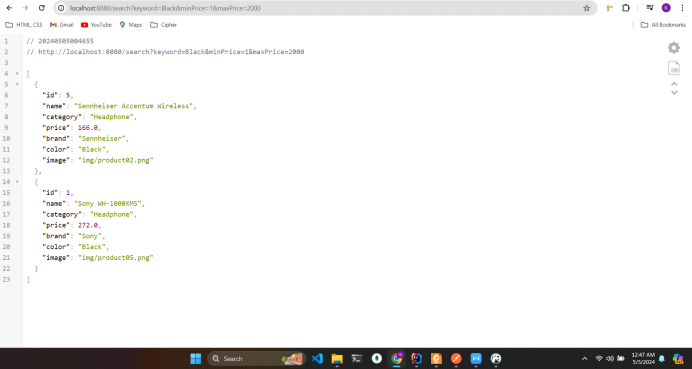 localhost:8080/search?keyword=Black&minPrice=1&maxPrice=2000
HTML, CSS Gmail YouTube Maps Cipher All Bookmarks
1 // 20240505004655
2 // http://localhost:8080/search?keyword=Black&minPrice=1&maxPrice=2000
3
4 [
5 {
6 "id": 5,
7 "name": "Sennheiser Accentum Wireless",
8 "category": "Headphone",
9 "price": 166.0,
10 "brand": "Sennheiser",
11 "color": "Black",
12 "image": "img/product02.png"
13 },
14 {
15 "id": 1,
16 "name": "Sony WH-1000XM5",
17 "category": "Headphone",
18 "price": 272.0,
19 "brand": "Sony",
20 "color": "Black",
21 "image": "img/product05.png"
22 }
23 ]
Search
12:47 AM
5/5/2024